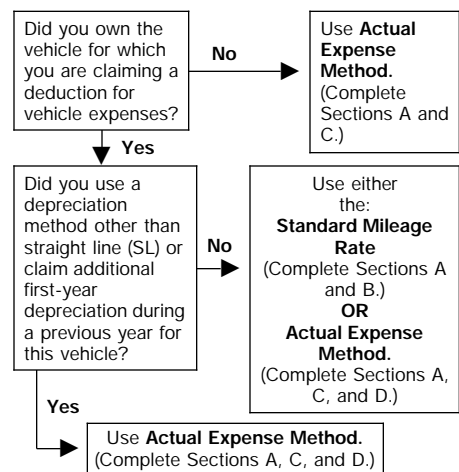 Did you own the
vehicle for which
you are claiming a
deduction for
vehicle expenses?
No
Use Actual
Expense
Method.
(Complete
Sections A and
C.)
Yes
Did you use a
depreciation
method other than
straight line (SL) or
claim additional
first-year
depreciation during
a previous year for
this vehicle?
No
Use either
the:
Standard Mileage
Rate
(Complete Sections A
and B.)
OR
Actual Expense
Method.
(Complete Sections A,
C, and D.)
Yes
Use Actual Expense Method.
(Complete Sections A, C, and D.)